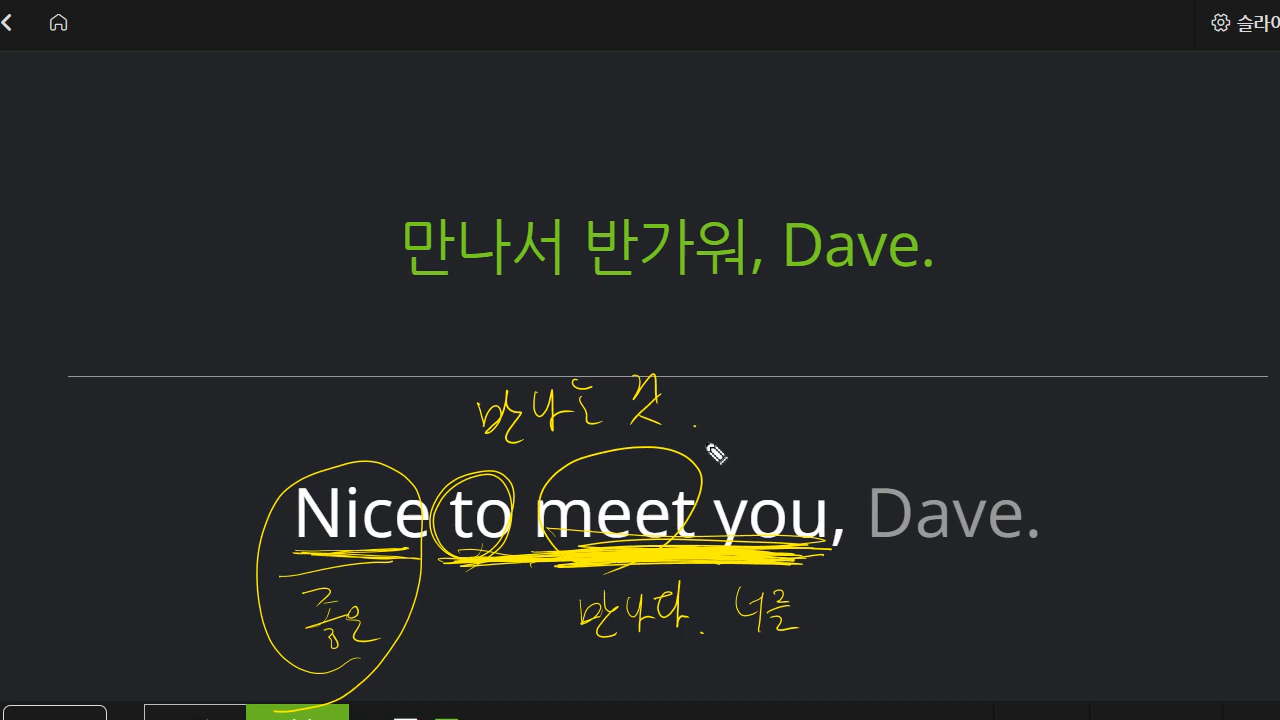 슬라이
만나서 반가워, Dave.
만나는 것.
Nice to meet you, Dave.
좋은
만나다. 너를